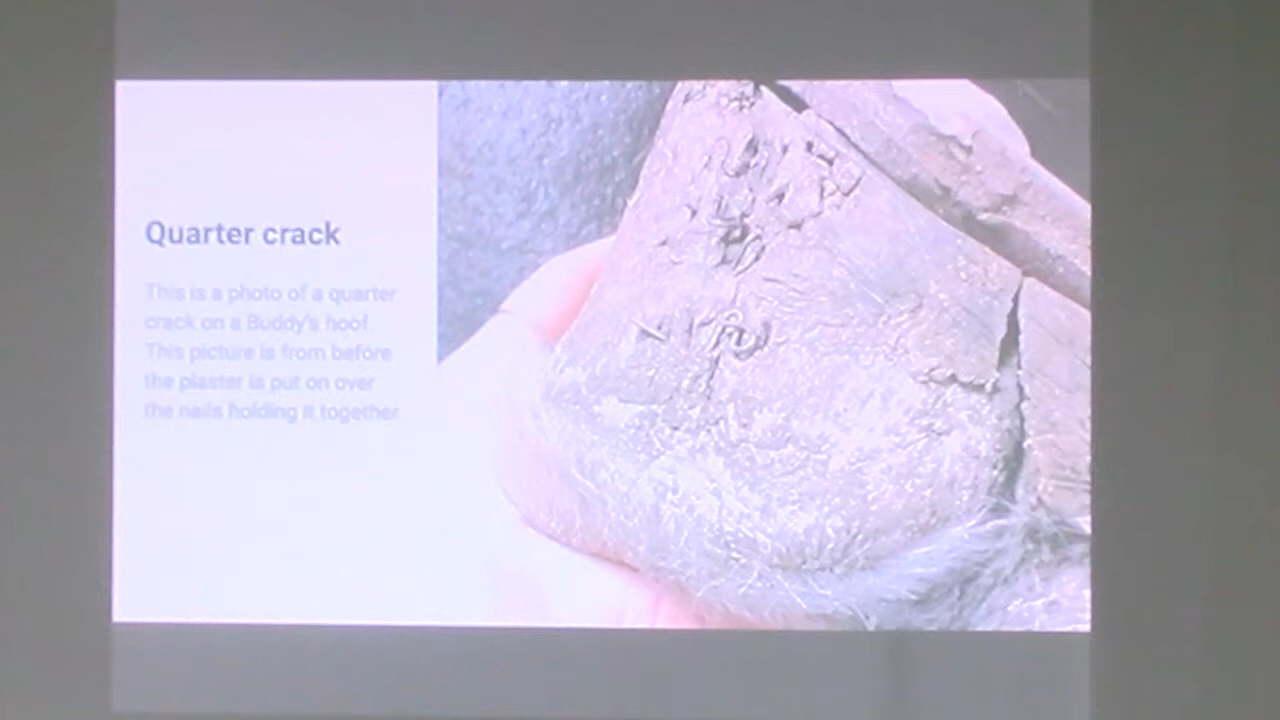 Quarter crack
This is a photo of a quarter
crack on a Buddy's hoof.
This picture is from before
the plaster is put on over
the nails holding it together